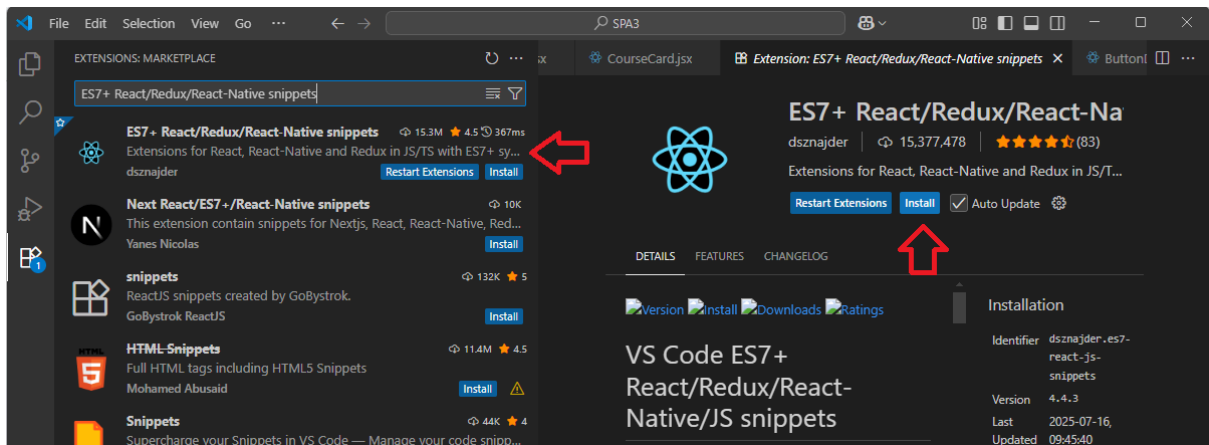 File Edit Selection View Go ··· SPA3
EXTENSIONS: MARKETPLACE
ES7+ React/Redux/React-Native snippets
ES7+ React/Redux/React-Native snippets 15.3M 4.5 367ms
Extensions for React, React-Native and Redux in JS/TS with ES7+ sy...
dsznajder Restart Extensions Install
Next React/ES7+/React-Native snippets 10K
This extension contain snippets for Nextjs, React, React-Native, Red...
Yanes Nicolas Install
snippets 132K 5
ReactJS snippets created by GoBystrok.
GoBystrok ReactJS Install
HTML Snippets 11.4M 4.5
Full HTML tags including HTML5 Snippets
Mohamed Abusaid Install
Snippets 44K 4
Supercharge your Snippets in VS Code — Manage your code snipp...
HTML
5
N
1
sx CourseCard.jsx Extension: ES7+ React/Redux/React-Native snippets ButtonI
ES7+ React/Redux/React-Na
dsznajder 15,377,478 (83)
Extensions for React, React-Native and Redux in JS/T...
Restart Extensions Install Auto Update
DETAILS FEATURES CHANGELOG
Version Install Downloads Ratings
VS Code ES7+
React/Redux/React-
Native/JS snippets
Installation
Identifier dsznajder.es7-
react-js-
snippets
Version 4.4.3
Last 2025-07-16,
Updated 09:45:40